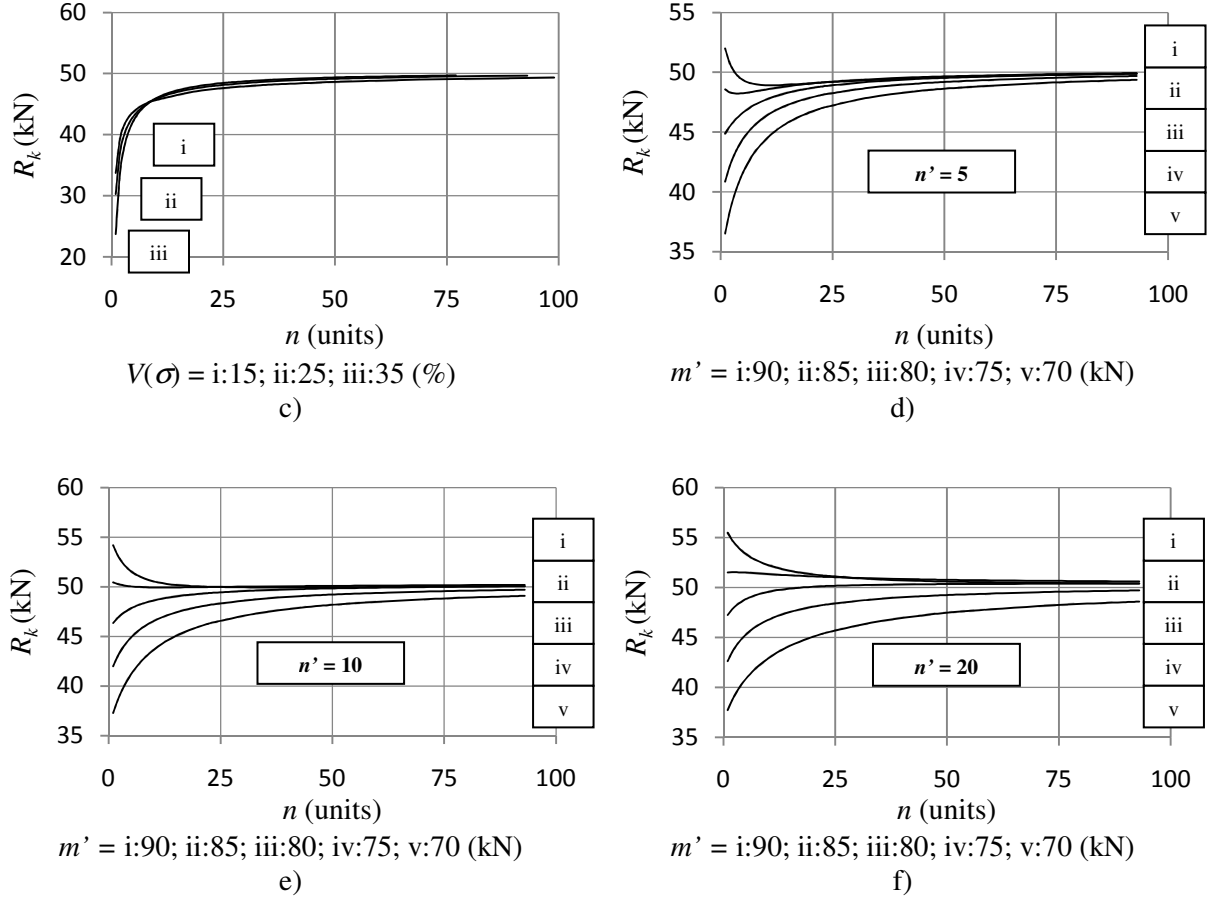 60
50
40
30
20
R_k (kN)
i
ii
iii
0 25 50 75 100
n (units)
V(σ) = i:15; ii:25; iii:35 (%)
c)
55
50
45
40
35
R_k (kN)
n' = 5
i
ii
iii
iv
v
0 25 50 75 100
n (units)
m' = i:90; ii:85; iii:80; iv:75; v:70 (kN)
d)
60
55
50
45
40
35
R_k (kN)
n' = 10
i
ii
iii
iv
v
0 25 50 75 100
n (units)
m' = i:90; ii:85; iii:80; iv:75; v:70 (kN)
e)
60
55
50
45
40
35
R_k (kN)
n' = 20
i
ii
iii
iv
v
0 25 50 75 100
n (units)
m' = i:90; ii:85; iii:80; iv:75; v:70 (kN)
f)